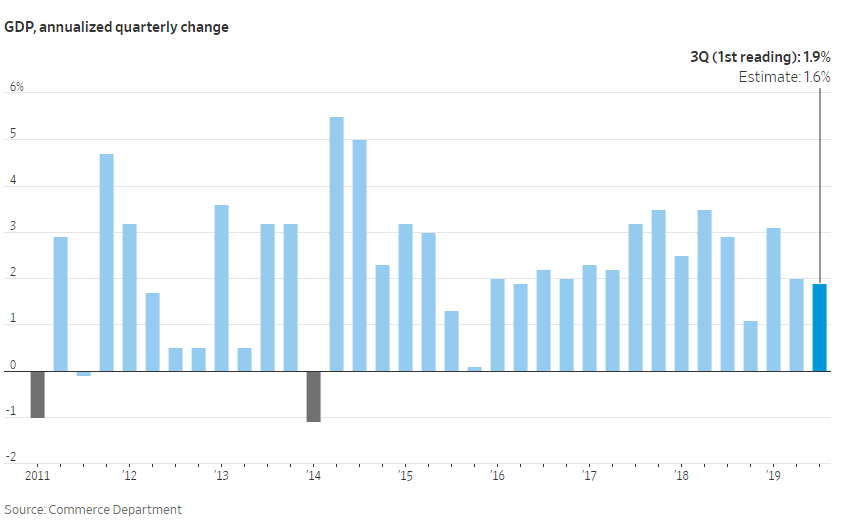 GDP, annualized quarterly change
3Q (1st reading): 1.9%
Estimate: 1.6%
6%
5
4
3
2
1
0
-1
-2
2011 '12 '13 '14 '15 '16 '17 '18 '19
Source: Commerce Department